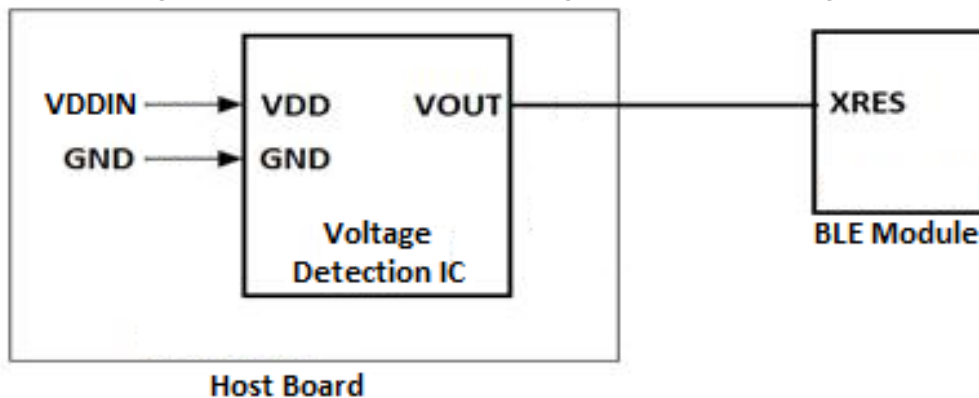 VDDIN
VDD
VOUT
XRES
GND
GND
Voltage
Detection IC
BLE Module
Host Board